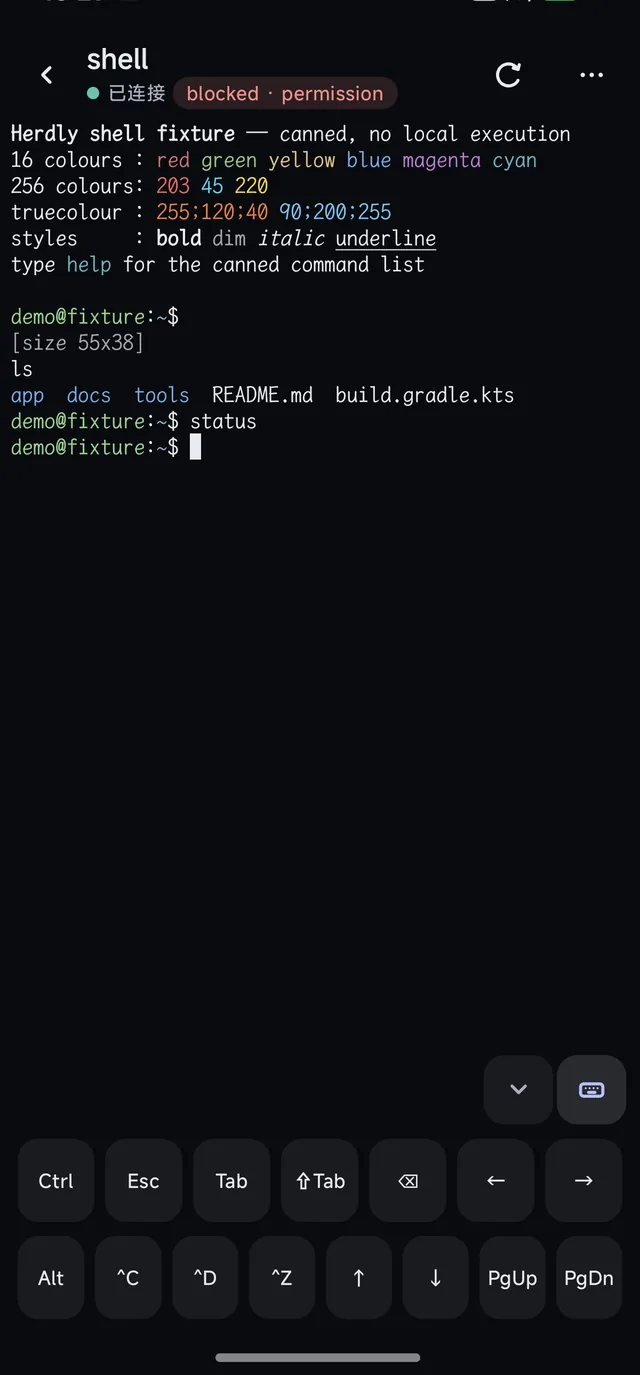 shell
已连接 blocked · permission
Herdly shell fixture — canned, no local execution
16 colours : red green yellow blue magenta cyan
256 colours: 203 45 220
truecolour : 255;120;40 90;200;255
styles     : bold dim italic underline
type help for the canned command list
demo@fixture:~$
[size 55x38]
ls
app  docs  tools  README.md  build.gradle.kts
demo@fixture:~$ status
demo@fixture:~$
Ctrl Esc Tab ⇧Tab ⌫ ← →
Alt ^C ^D ^Z ↑ ↓ PgUp PgDn